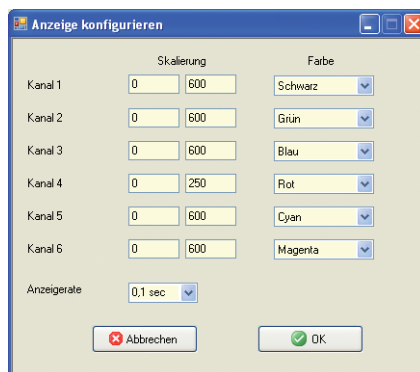 Anzeige konfigurieren
Skalierung Farbe
Kanal 1 0 600 Schwarz
Kanal 2 0 600 Grün
Kanal 3 0 600 Blau
Kanal 4 0 250 Rot
Kanal 5 0 600 Cyan
Kanal 6 0 600 Magenta
Anzeigerate 0,1 sec
Abbrechen OK